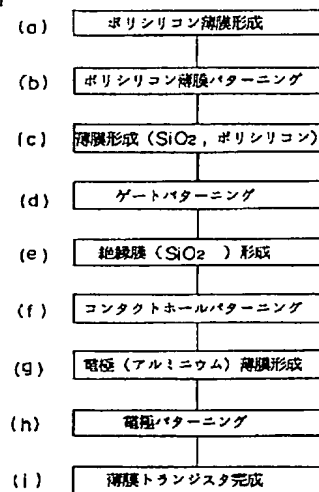 (a) ポリシリコン薄膜形成
(b) ポリシリコン薄膜パターニング
(c) 薄膜形成(SiO2,ポリシリコン)
(d) ゲートパターニング
(e) 絶縁膜(SiO2 )形成
(f) コンタクトホールパターニング
(g) 電極(アルミニウム)薄膜形成
(h) 電極パターニング
(i) 薄膜トランジスタ完成